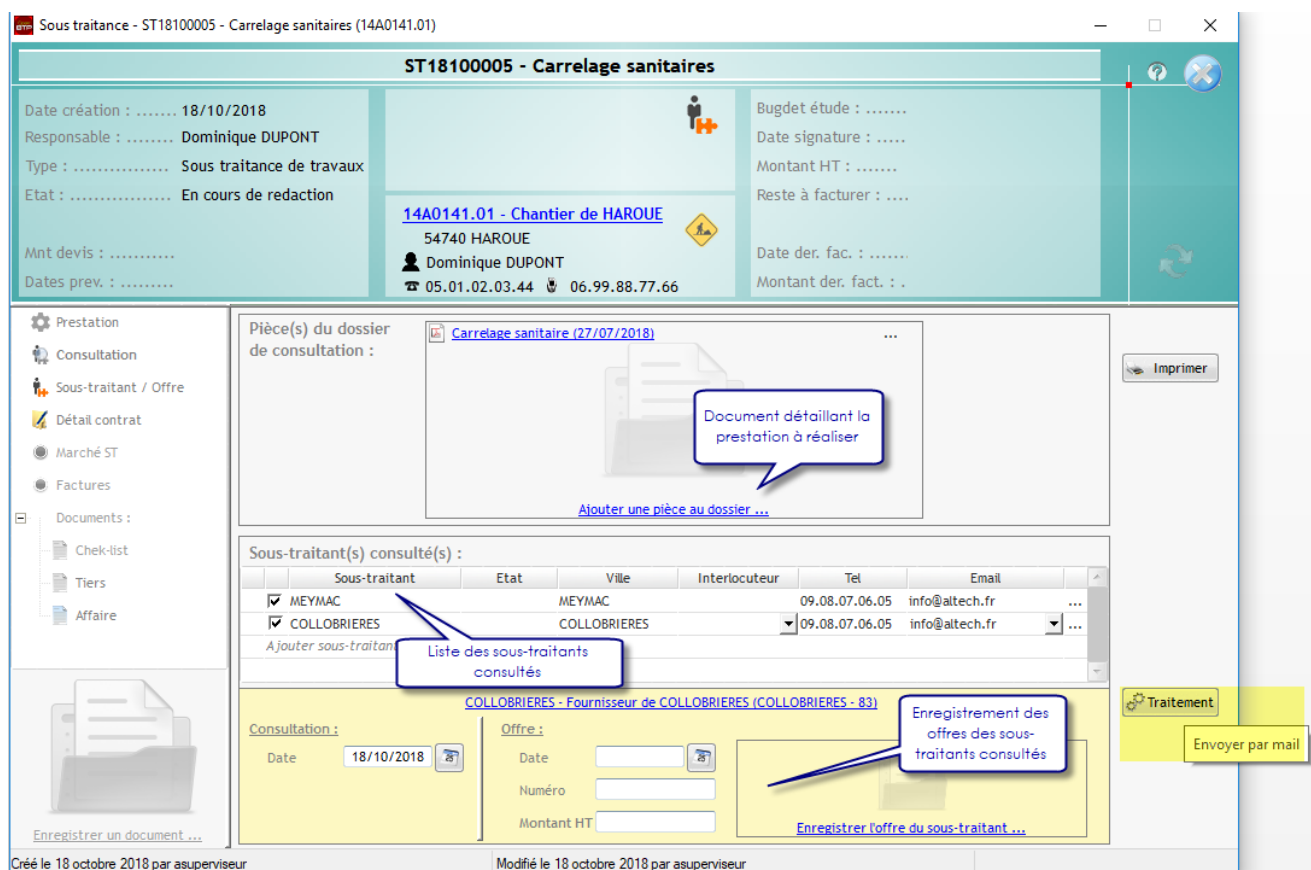 Sous traitance - ST18100005 - Carrelage sanitaires (14A0141.01)
ST18100005 - Carrelage sanitaires
Date création : ....... 18/10/2018
Responsable : ........ Dominique DUPONT
Type : ................ Sous traitance de travaux
Etat : ................. En cours de redaction
Mnt devis : ...........
Dates prev. : .........
14A0141.01 - Chantier de HAROUE
54740 HAROUE
Dominique DUPONT
05.01.02.03.44 06.99.88.77.66
Bugdet étude : .......
Date signature : .....
Montant HT : .......
Reste à facturer : ....
Date der. fac. : .......
Montant der. fact. : .
Prestation
Consultation
Sous-traitant / Offre
Détail contrat
Marché ST
Factures
Documents :
Chek-list
Tiers
Affaire
Enregistrer un document ...
Pièce(s) du dossier
de consultation :
Carrelage sanitaire (27/07/2018)
...
Document détaillant la
prestation à réaliser
Ajouter une pièce au dossier ...
Imprimer
Sous-traitant(s) consulté(s) :
Sous-traitant Etat Ville Interlocuteur Tel Email
MEYMAC MEYMAC 09.08.07.06.05 info@altech.fr ...
COLLOBRIERES COLLOBRIERES 09.08.07.06.05 info@altech.fr ...
Ajouter sous-traitan
Liste des sous-traitants
consultés
COLLOBRIERES - Fournisseur de COLLOBRIERES (COLLOBRIERES - 83)
Consultation :
Date 18/10/2018
Offre :
Date
Numéro
Montant HT
Enregistrement des
offres des sous-
traitants consultés
Enregistrer l'offre du sous-traitant ...
Traitement
Envoyer par mail
Créé le 18 octobre 2018 par asuperviseur
Modifié le 18 octobre 2018 par asuperviseur